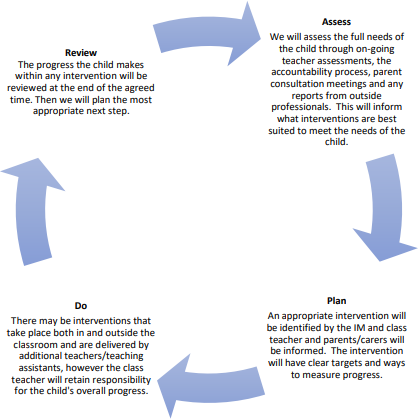 Assess
We will assess the full needs of
the child through on-going
teacher assessments, the
accountability process, parent
consultation meetings and any
reports from outside
professionals.  This will inform
what interventions are best
suited to meet the needs of the
child.
Plan
An appropriate intervention will
be identified by the IM and class
teacher and parents/carers will
be informed.  The intervention
will have clear targets and ways
to measure progress.
Do
There may be interventions that
take place both in and outside the
classroom and are delivered by
additional teachers/teaching
assistants, however the class
teacher will retain responsibility
for the child's overall progress.
Review
The progress the child makes
within any intervention will be
reviewed at the end of the agreed
time. Then we will plan the most
appropriate next step.